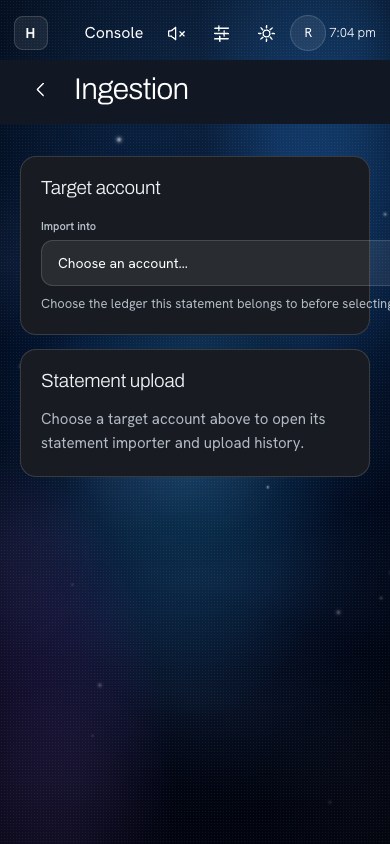 H Console R 7:04 pm
Ingestion
Target account
Import into
Choose an account...
Choose the ledger this statement belongs to before selecting
Statement upload
Choose a target account above to open its
statement importer and upload history.